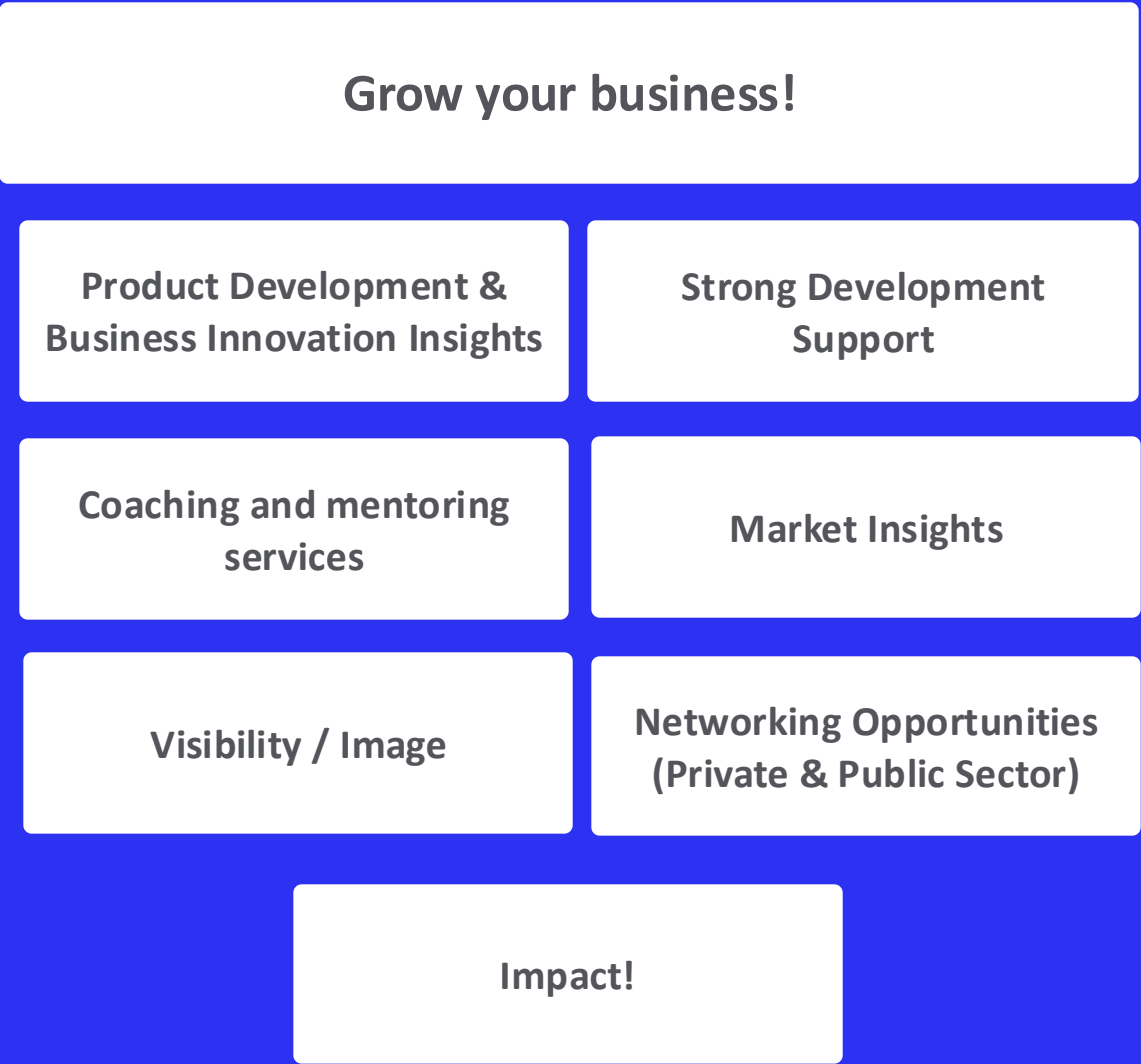 Grow your business!
Product Development &
Business Innovation Insights
Strong Development
Support
Coaching and mentoring
services
Market Insights
Visibility / Image
Networking Opportunities
(Private & Public Sector)
Impact!